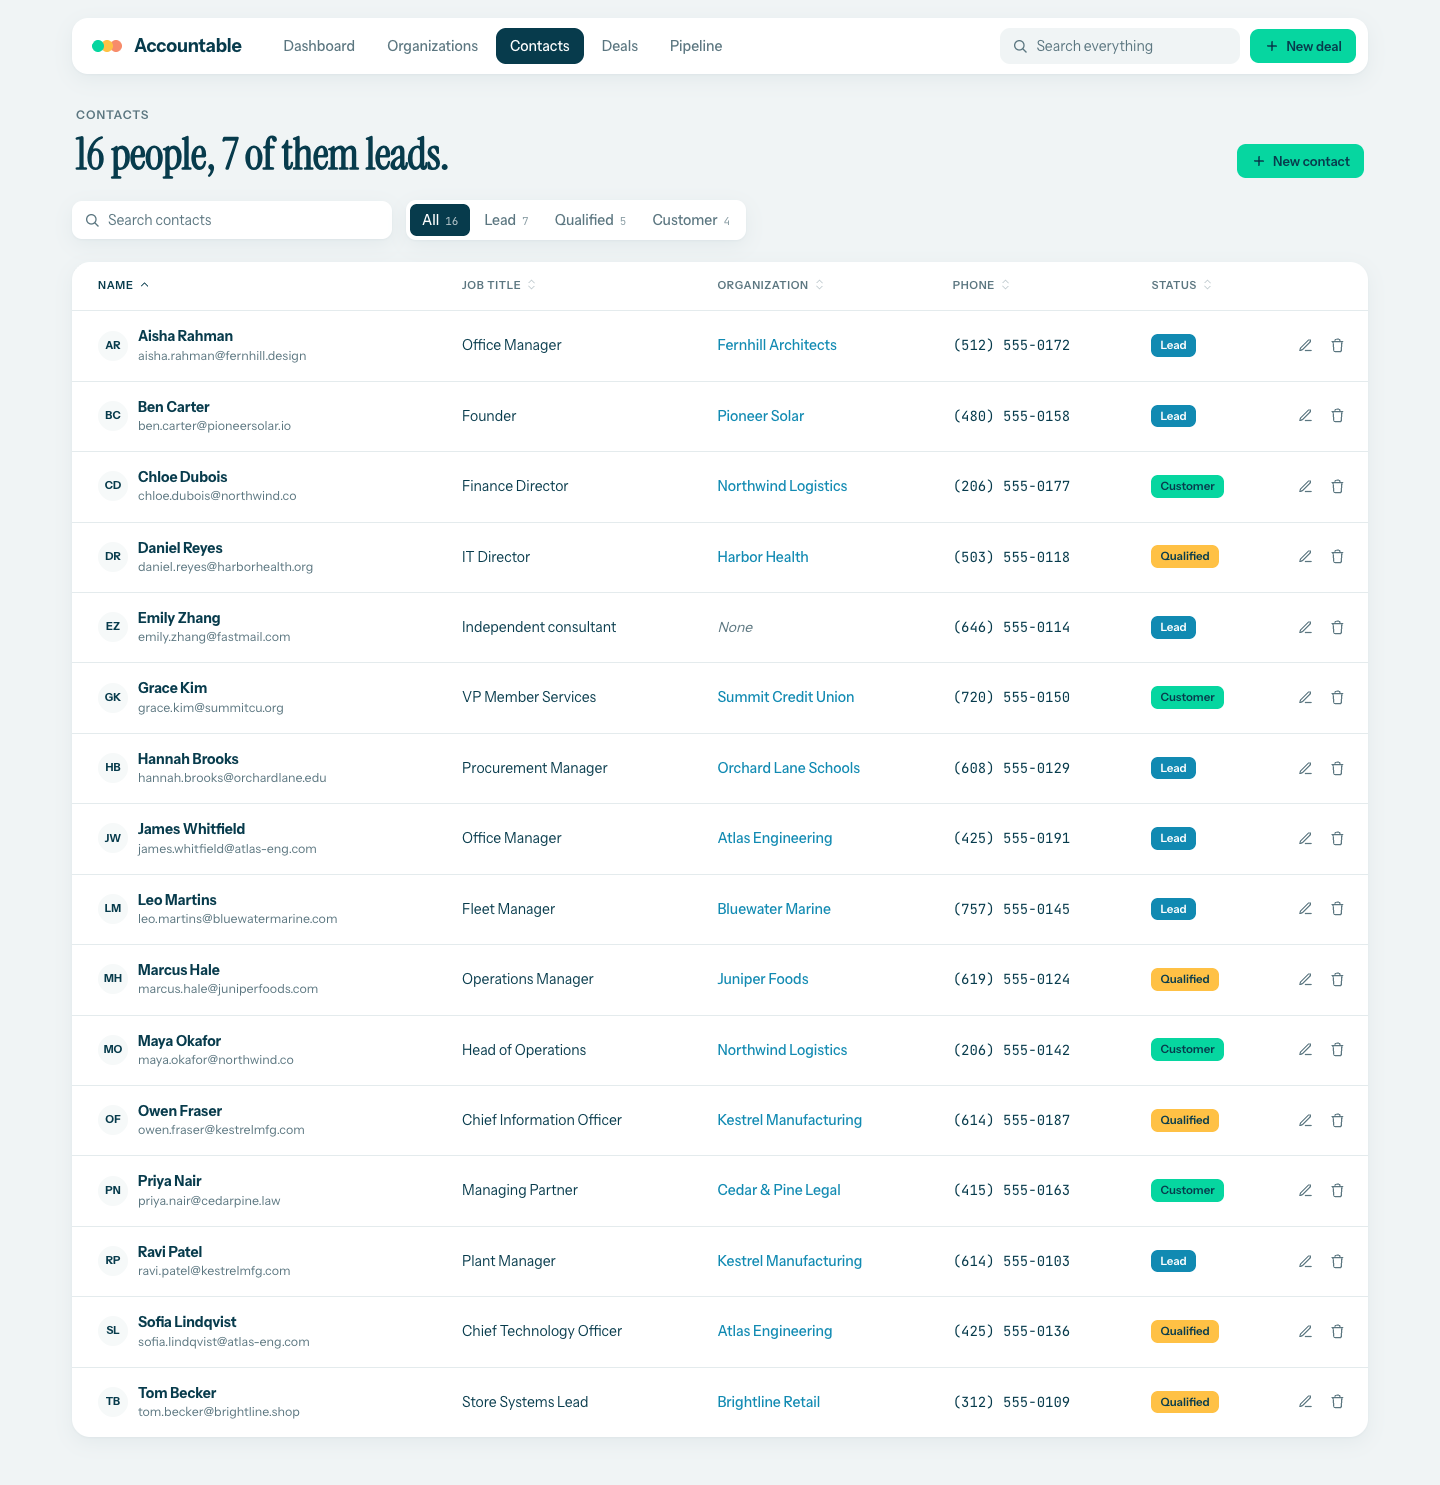 Accountable Dashboard Organizations Contacts Deals Pipeline Search everything New deal
CONTACTS
16 people, 7 of them leads.
New contact
Search contacts All 16 Lead 7 Qualified 5 Customer 4
NAME JOB TITLE ORGANIZATION PHONE STATUS
AR Aisha Rahman Office Manager Fernhill Architects (512) 555-0172 Lead
aisha.rahman@fernhill.design
BC Ben Carter Founder Pioneer Solar (480) 555-0158 Lead
ben.carter@pioneersolar.io
CD Chloe Dubois Finance Director Northwind Logistics (206) 555-0177 Customer
chloe.dubois@northwind.co
DR Daniel Reyes IT Director Harbor Health (503) 555-0118 Qualified
daniel.reyes@harborhealth.org
EZ Emily Zhang Independent consultant None (646) 555-0114 Lead
emily.zhang@fastmail.com
GK Grace Kim VP Member Services Summit Credit Union (720) 555-0150 Customer
grace.kim@summitcu.org
HB Hannah Brooks Procurement Manager Orchard Lane Schools (608) 555-0129 Lead
hannah.brooks@orchardlane.edu
JW James Whitfield Office Manager Atlas Engineering (425) 555-0191 Lead
james.whitfield@atlas-eng.com
LM Leo Martins Fleet Manager Bluewater Marine (757) 555-0145 Lead
leo.martins@bluewatermarine.com
MH Marcus Hale Operations Manager Juniper Foods (619) 555-0124 Qualified
marcus.hale@juniperfoods.com
MO Maya Okafor Head of Operations Northwind Logistics (206) 555-0142 Customer
maya.okafor@northwind.co
OF Owen Fraser Chief Information Officer Kestrel Manufacturing (614) 555-0187 Qualified
owen.fraser@kestrelmfg.com
PN Priya Nair Managing Partner Cedar & Pine Legal (415) 555-0163 Customer
priya.nair@cedarpine.law
RP Ravi Patel Plant Manager Kestrel Manufacturing (614) 555-0103 Lead
ravi.patel@kestrelmfg.com
SL Sofia Lindqvist Chief Technology Officer Atlas Engineering (425) 555-0136 Qualified
sofia.lindqvist@atlas-eng.com
TB Tom Becker Store Systems Lead Brightline Retail (312) 555-0109 Qualified
tom.becker@brightline.shop